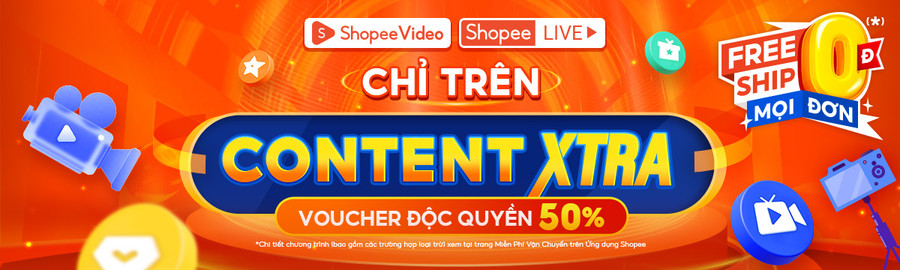 ShopeeVideo
Shopee LIVE
CHỈ TRÊN
CONTENT XTRA
VOUCHER ĐỘC QUYỀN 50%
*Chi tiết chương trình (bao gồm các trường hợp loại trừ) xem tại trang Miễn Phí Vận Chuyển trên Ứng dụng Shopee
FREE
SHIP 0Đ(*)
MỌI ĐƠN